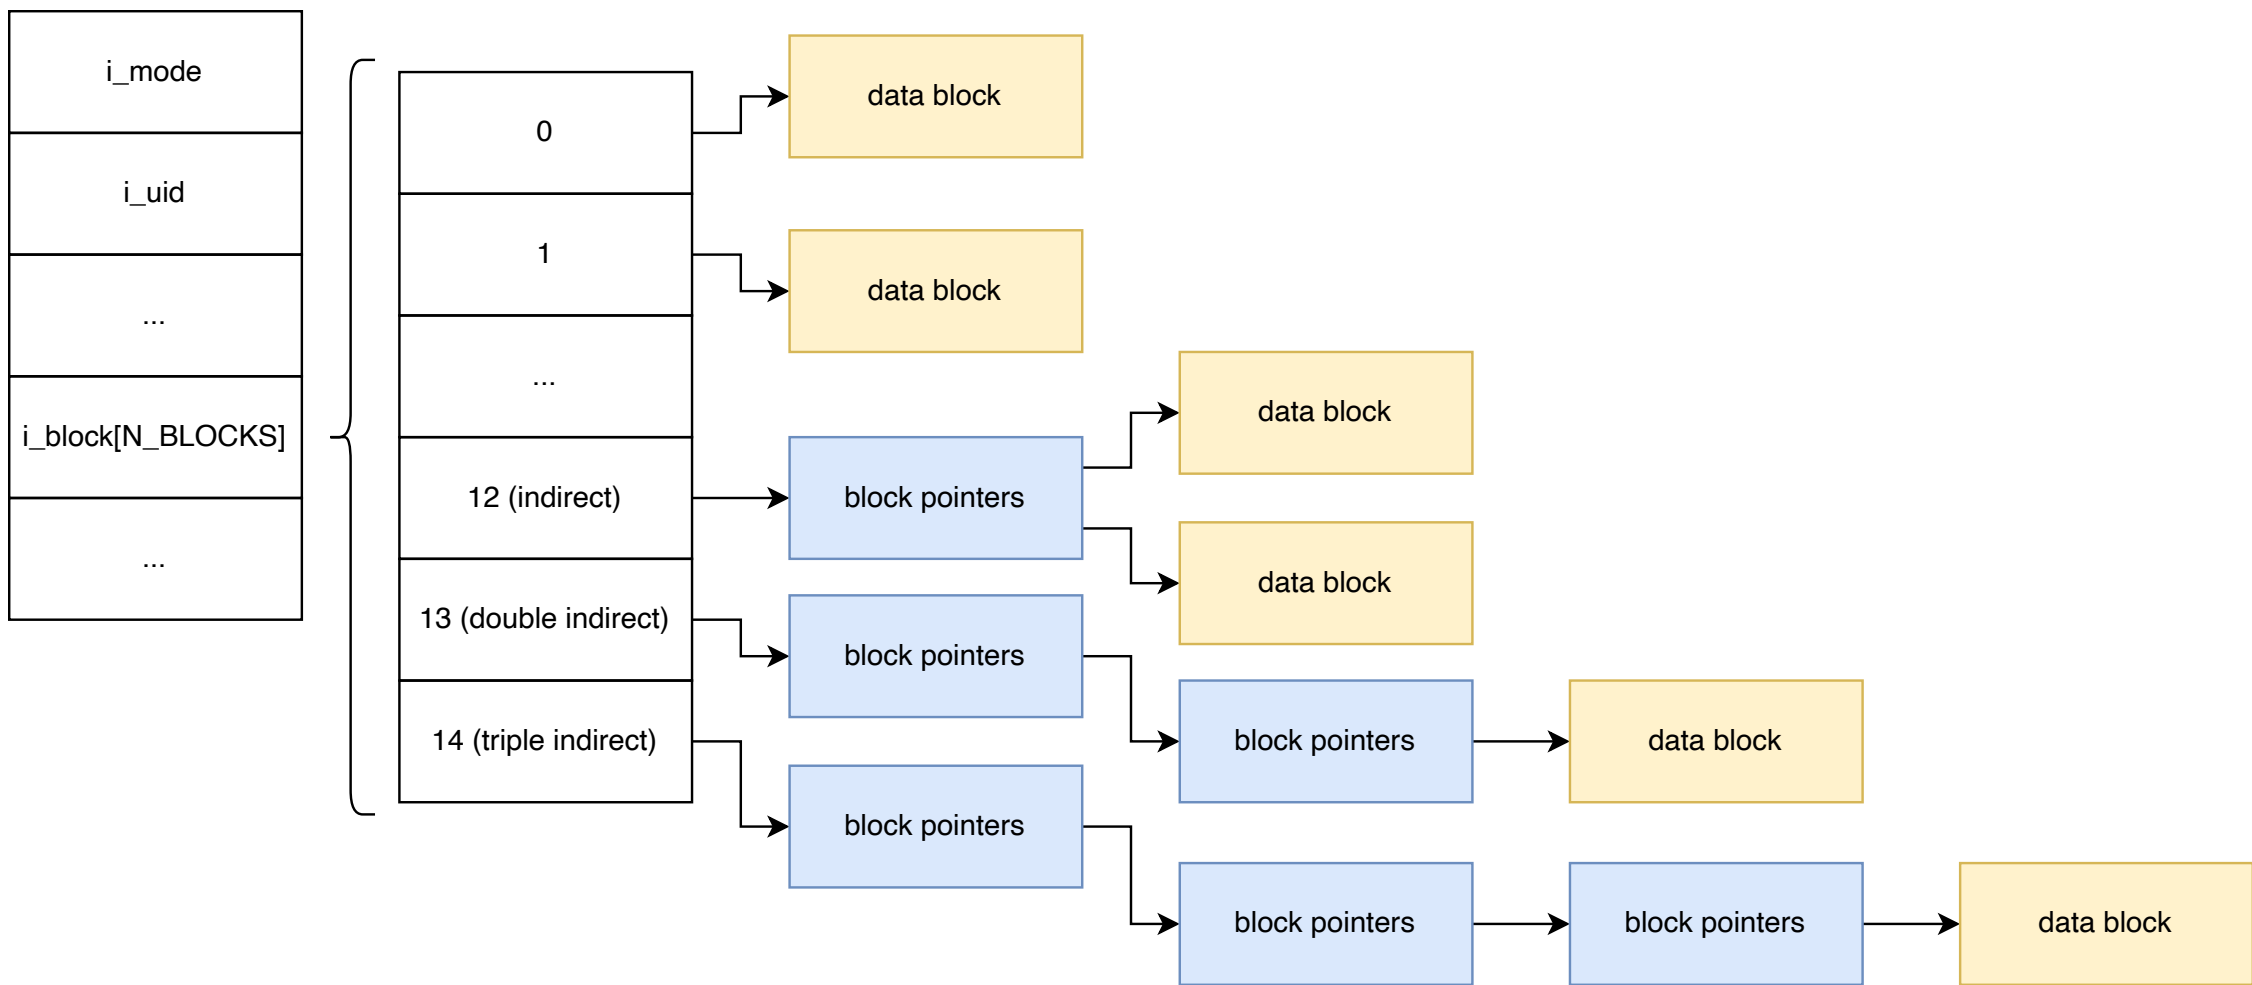 i_mode
i_uid
...
i_block[N_BLOCKS]
...
0
1
...
12 (indirect)
13 (double indirect)
14 (triple indirect)
data block
data block
block pointers
data block
data block
block pointers
block pointers
data block
block pointers
block pointers
block pointers
data block